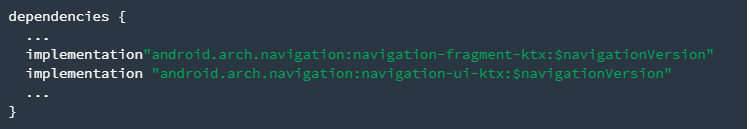 dependencies {
  ...
  implementation"android.arch.navigation:navigation-fragment-ktx:$navigationVersion"
  implementation "android.arch.navigation:navigation-ui-ktx:$navigationVersion"
  ...
}